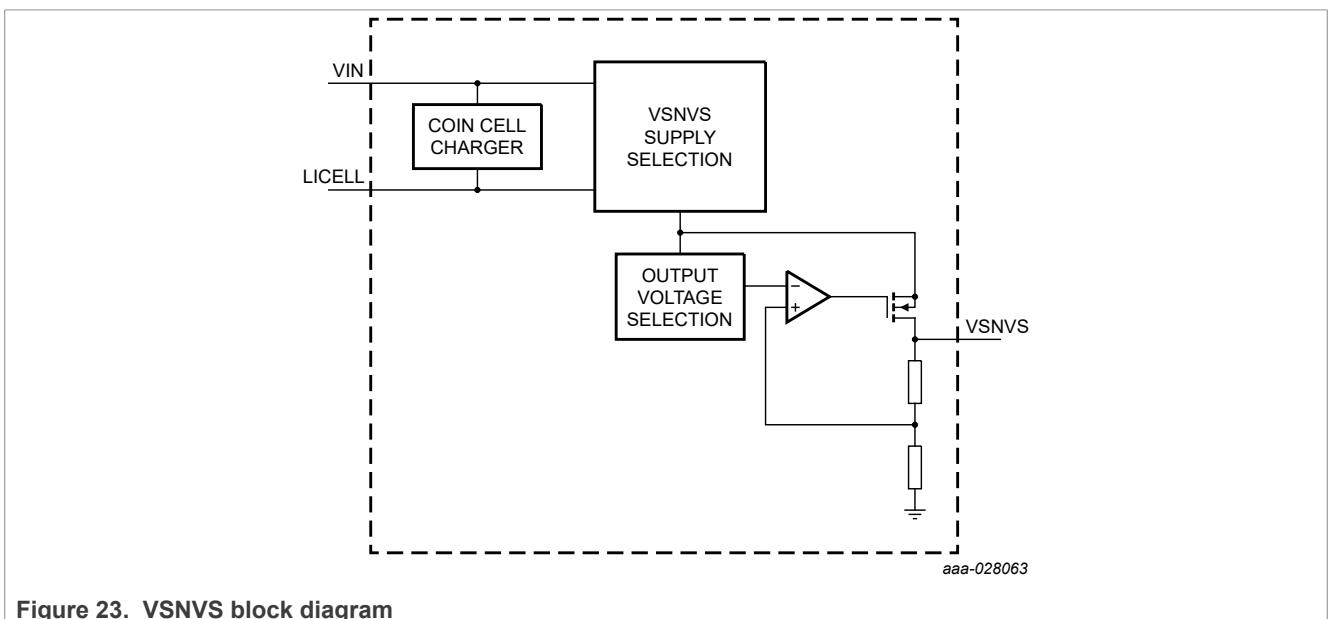 VIN
COIN CELL
CHARGER
LICELL
VSNVS
SUPPLY
SELECTION
OUTPUT
VOLTAGE
SELECTION
−
+
VSNVS
aaa-028063
Figure 23. VSNVS block diagram